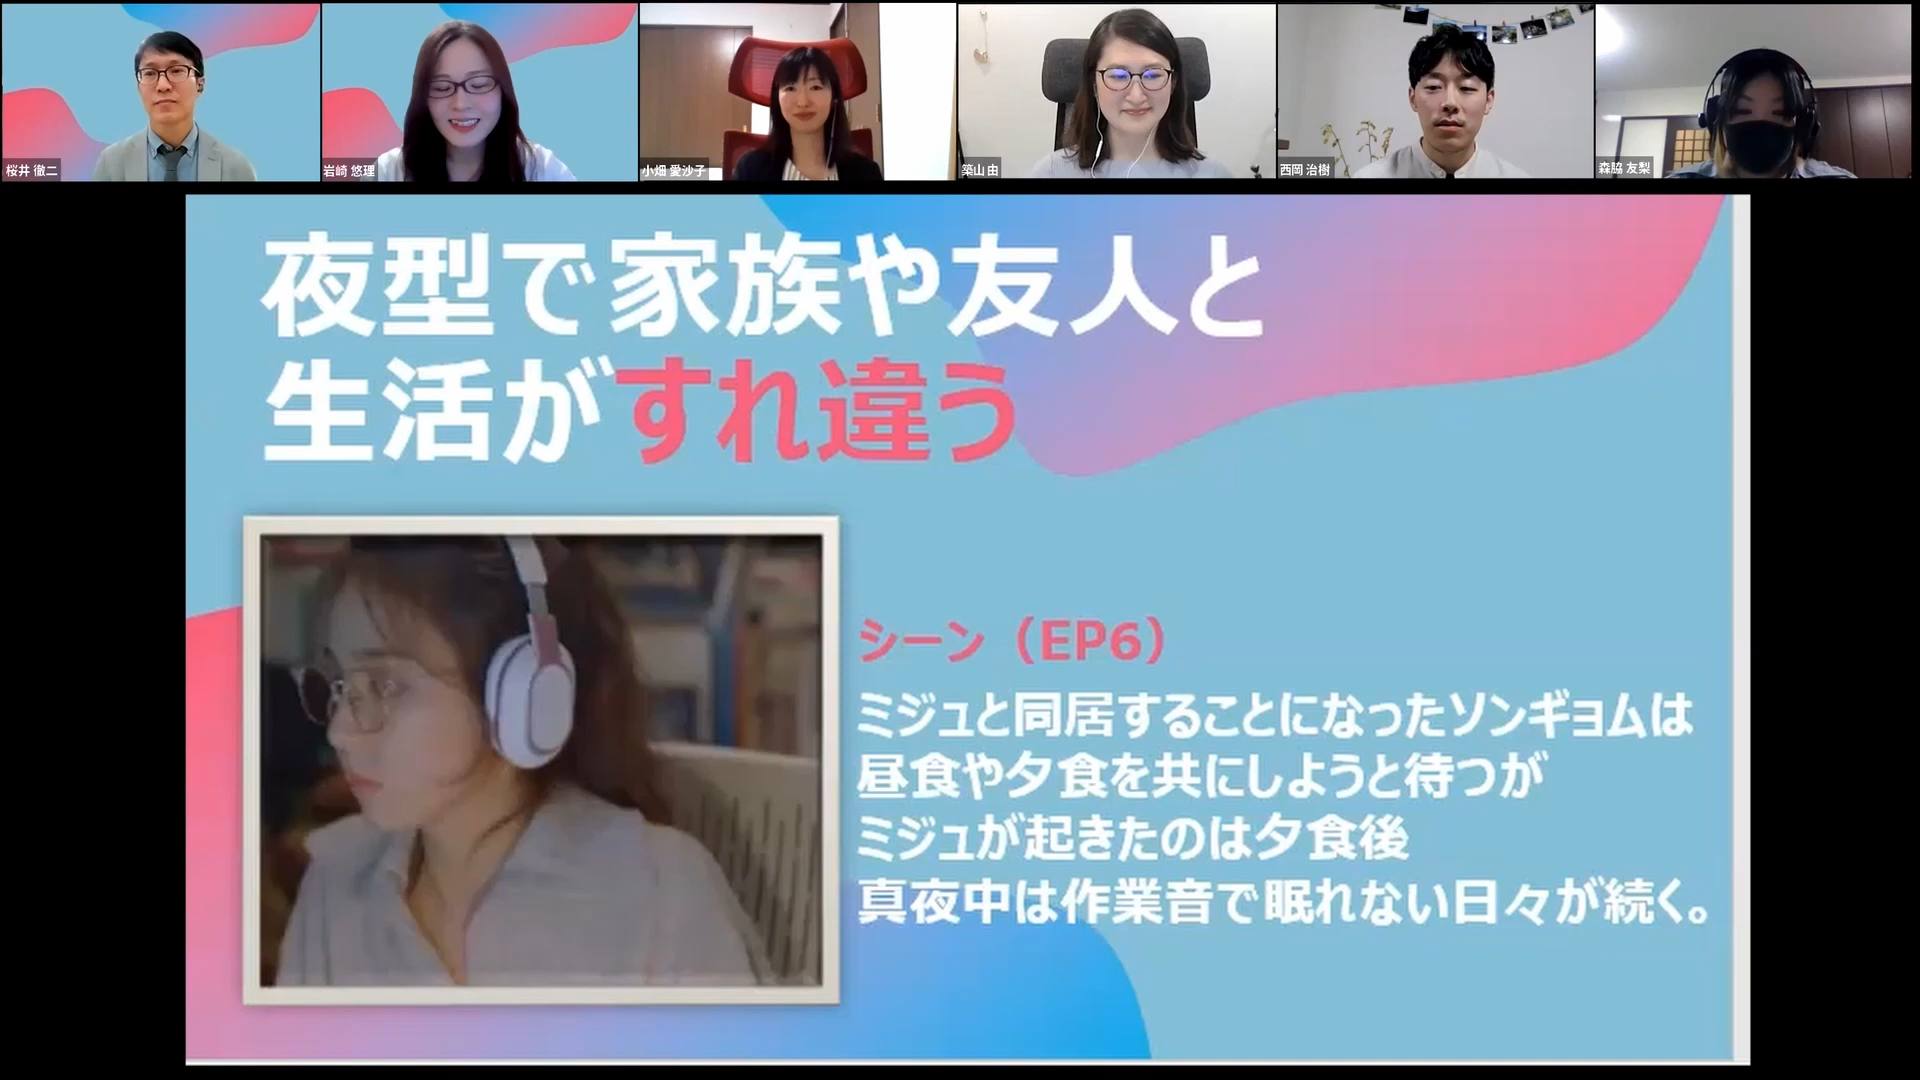 桜井 徹二
岩崎 悠理
小畑 愛沙子
築山 由
西岡 治樹
森脇 友梨
夜型で家族や友人と
生活がすれ違う
シーン（EP6）
ミジュと同居することになったソンギョムは
昼食や夕食を共にしようと待つが
ミジュが起きたのは夕食後
真夜中は作業音で眠れない日々が続く。